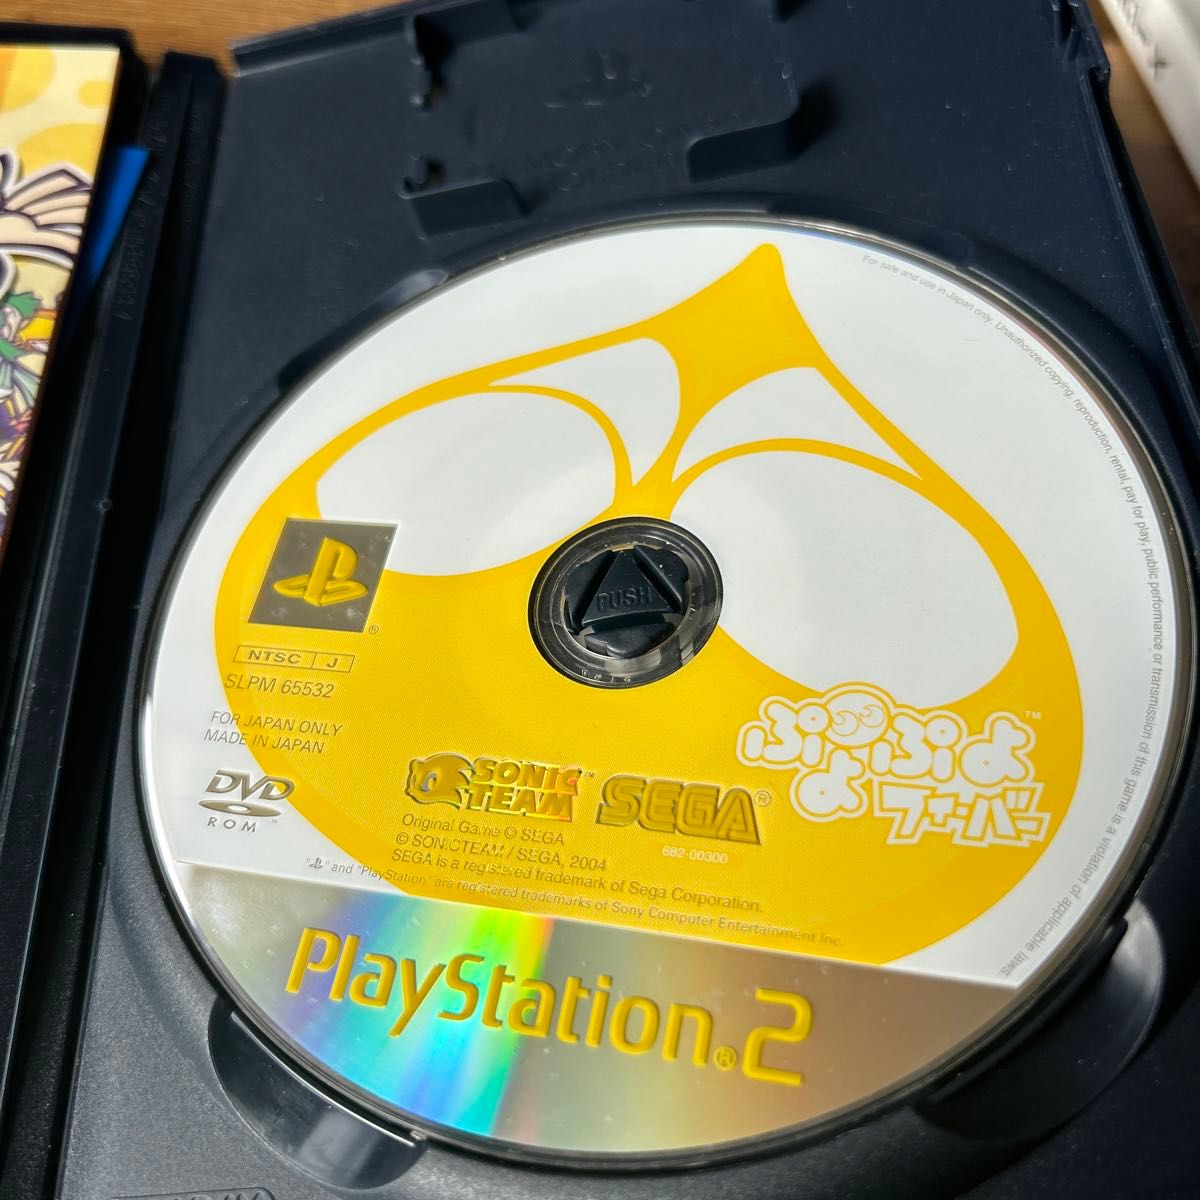 For sale and use in Japan only. Unauthorized copying, reproduction, rental, pay for play, public performance or transmission of this game is a violation of applicable laws.
PUSH
®
NTSC J
SLPM 65532
FOR JAPAN ONLY
MADE IN JAPAN
DVD
ROM ™
SONIC ™
TEAM
SEGA ®
ぷよぷよ ™
フィーバー
682-00300
Original Game © SEGA
© SONICTEAM / SEGA, 2004
SEGA is a registered trademark of Sega Corporation.
" " and "PlayStation" are registered trademarks of Sony Computer Entertainment Inc.
PlayStation®2